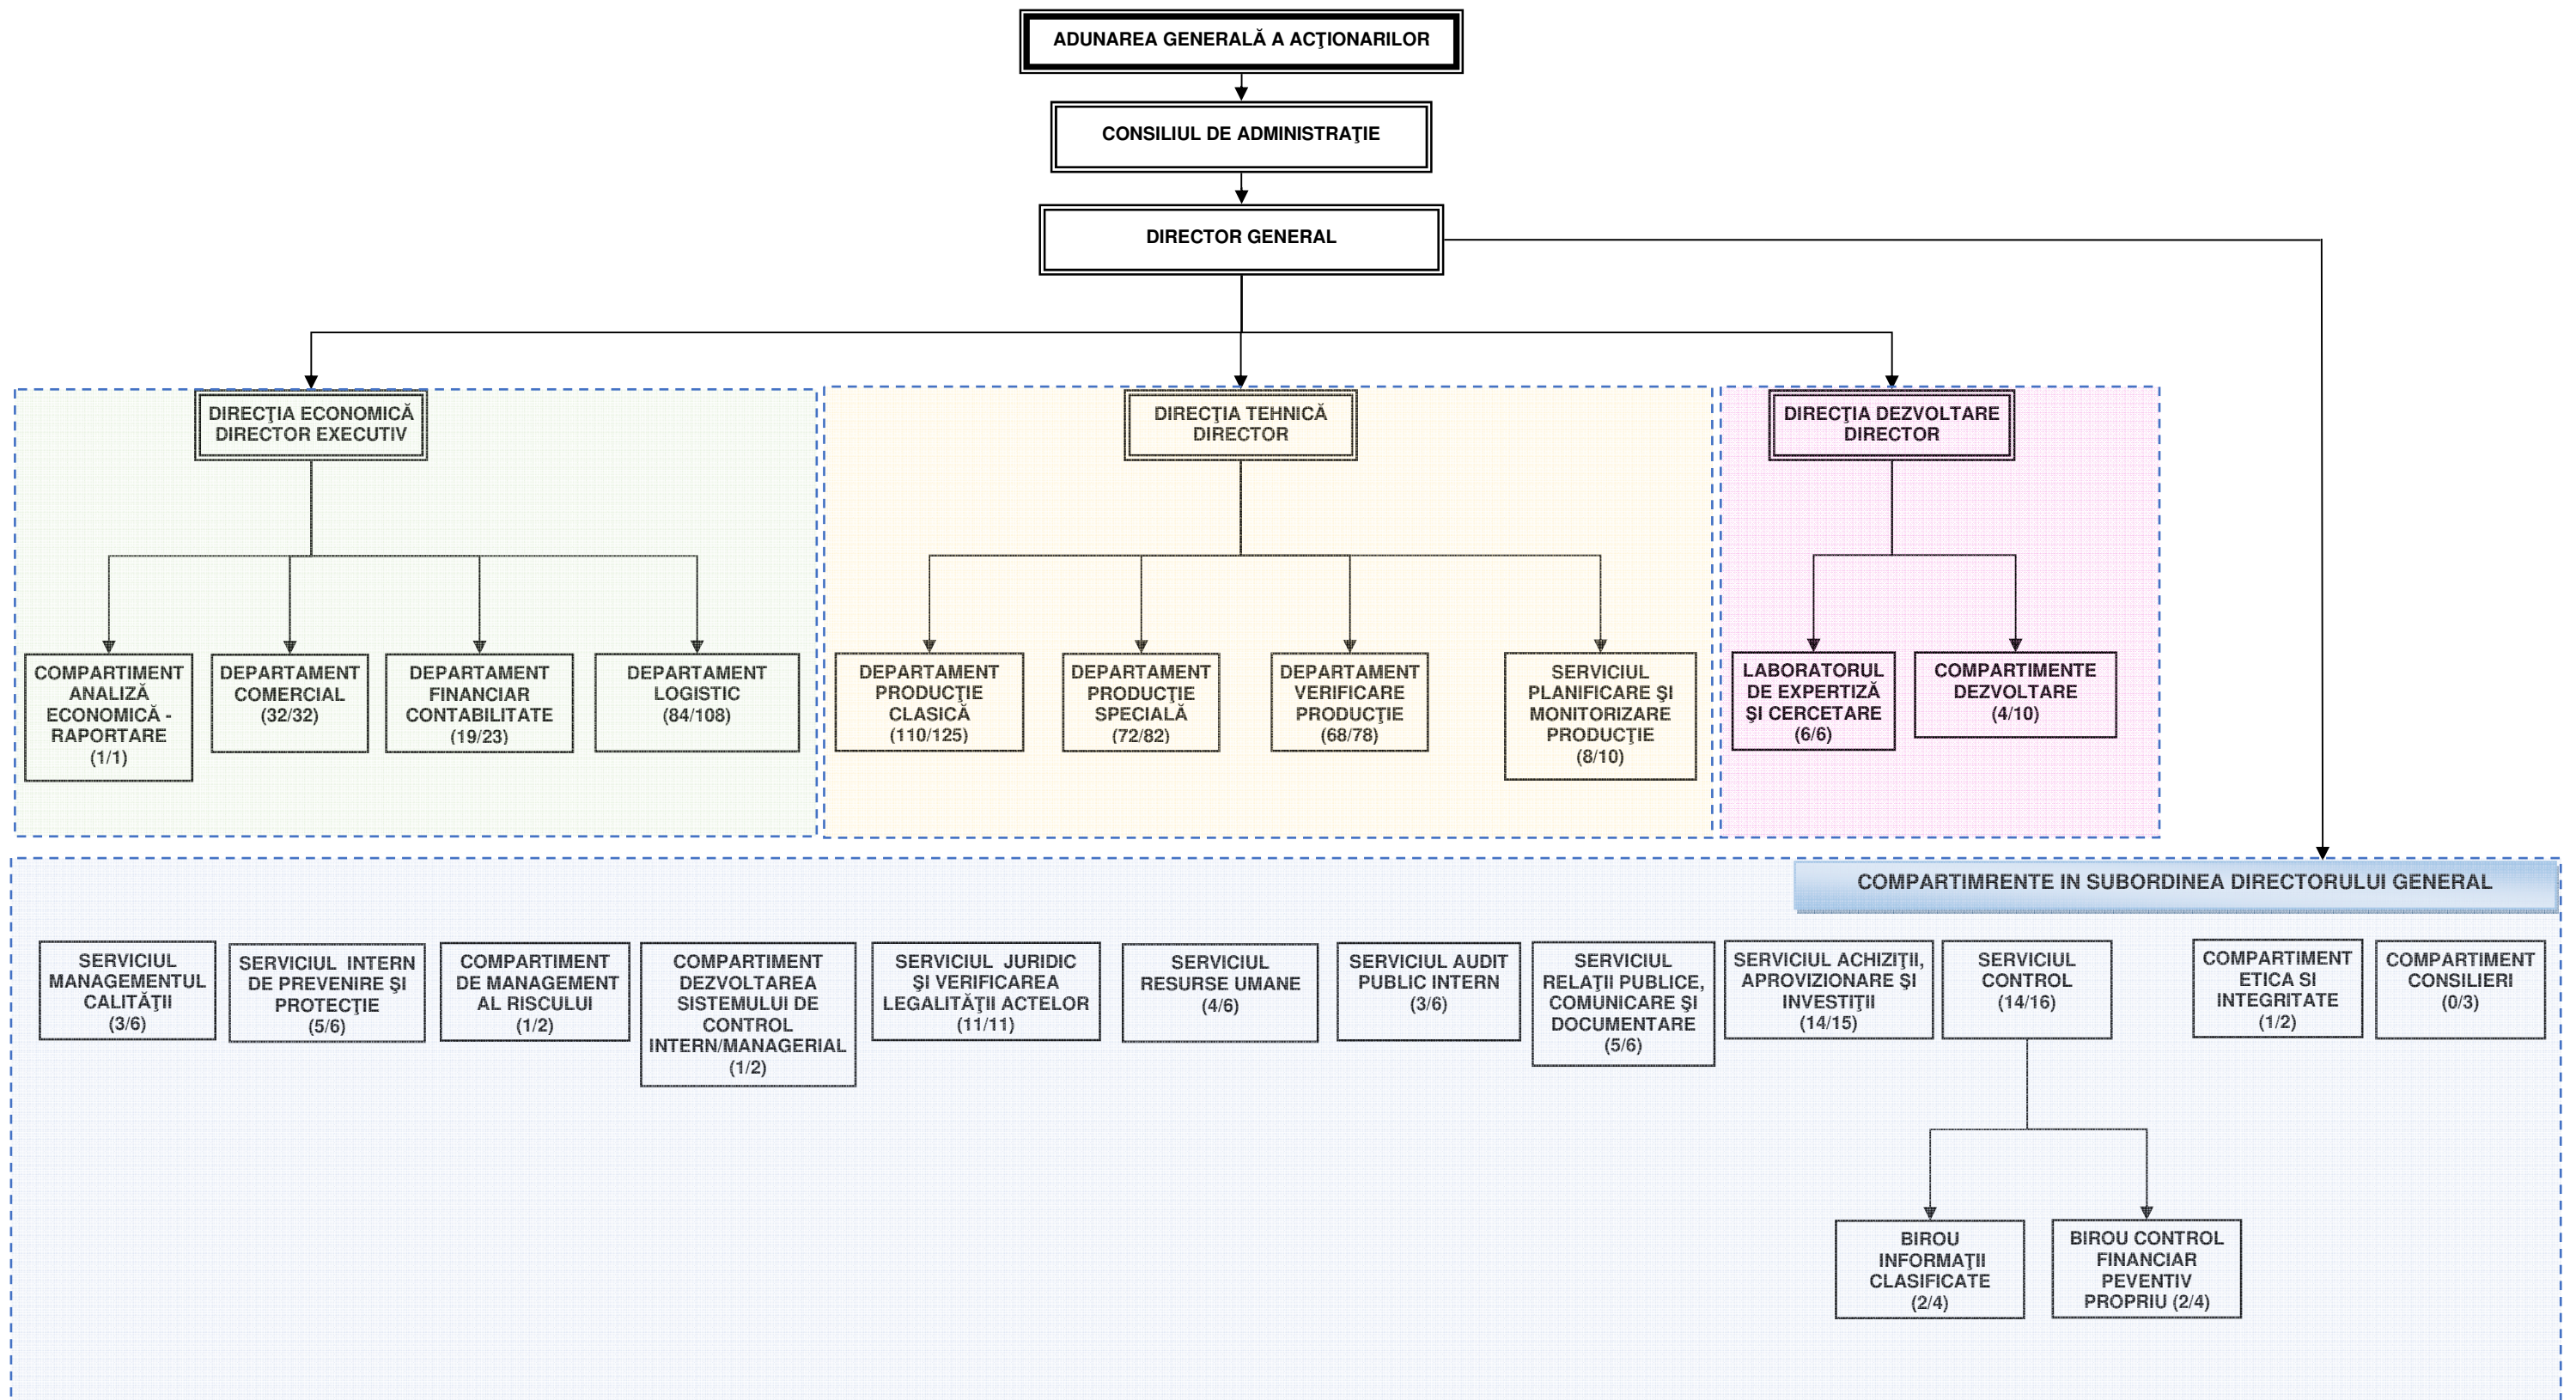 ADUNAREA GENERALĂ A ACŢIONARILOR
CONSILIUL DE ADMINISTRAŢIE
DIRECTOR GENERAL
DIRECŢIA ECONOMICĂ
DIRECTOR EXECUTIV
DIRECŢIA TEHNICĂ
DIRECTOR
DIRECŢIA DEZVOLTARE
DIRECTOR
COMPARTIMENT
ANALIZĂ
ECONOMICĂ -
RAPORTARE
(1/1)
DEPARTAMENT
COMERCIAL
(32/32)
DEPARTAMENT
FINANCIAR
CONTABILITATE
(19/23)
DEPARTAMENT
LOGISTIC
(84/108)
DEPARTAMENT
PRODUCŢIE
CLASICĂ
(110/125)
DEPARTAMENT
PRODUCŢIE
SPECIALĂ
(72/82)
DEPARTAMENT
VERIFICARE
PRODUCŢIE
(68/78)
SERVICIUL
PLANIFICARE ŞI
MONITORIZARE
PRODUCŢIE
(8/10)
LABORATORUL
DE EXPERTIZĂ
ŞI CERCETARE
(6/6)
COMPARTIMENTE
DEZVOLTARE
(4/10)
COMPARTIMRENTE IN SUBORDINEA DIRECTORULUI GENERAL
SERVICIUL
MANAGEMENTUL
CALITĂŢII
(3/6)
SERVICIUL INTERN
DE PREVENIRE ŞI
PROTECŢIE
(5/6)
COMPARTIMENT
DE MANAGEMENT
AL RISCULUI
(1/2)
COMPARTIMENT
DEZVOLTAREA
SISTEMULUI DE
CONTROL
INTERN/MANAGERIAL
(1/2)
SERVICIUL JURIDIC
ŞI VERIFICAREA
LEGALITĂŢII ACTELOR
(11/11)
SERVICIUL
RESURSE UMANE
(4/6)
SERVICIUL AUDIT
PUBLIC INTERN
(3/6)
SERVICIUL
RELAŢII PUBLICE,
COMUNICARE ŞI
DOCUMENTARE
(5/6)
SERVICIUL ACHIZIŢII,
APROVIZIONARE ŞI
INVESTIŢII
(14/15)
SERVICIUL
CONTROL
(14/16)
COMPARTIMENT
ETICA SI
INTEGRITATE
(1/2)
COMPARTIMENT
CONSILIERI
(0/3)
BIROU
INFORMAŢII
CLASIFICATE
(2/4)
BIROU CONTROL
FINANCIAR
PEVENTIV
PROPRIU (2/4)